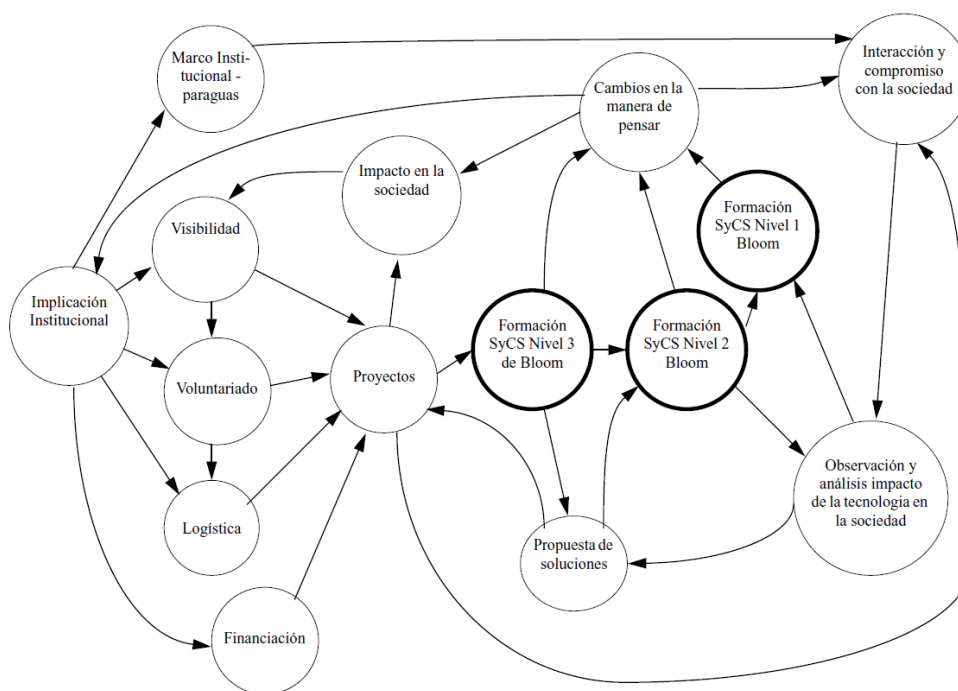 Marco Insti-
tucional -
paraguas
Interacción y
compromiso
con la sociedad
Cambios en la
manera de
pensar
Impacto en la
sociedad
Formación
SyCS Nivel 1
Bloom
Visibilidad
Implicación
Institucional
Formación
SyCS Nivel 3
de Bloom
Formación
SyCS Nivel 2
Bloom
Proyectos
Voluntariado
Observación y
análisis impacto
de la tecnologia en
la sociedad
Logística
Propuesta de
soluciones
Financiación